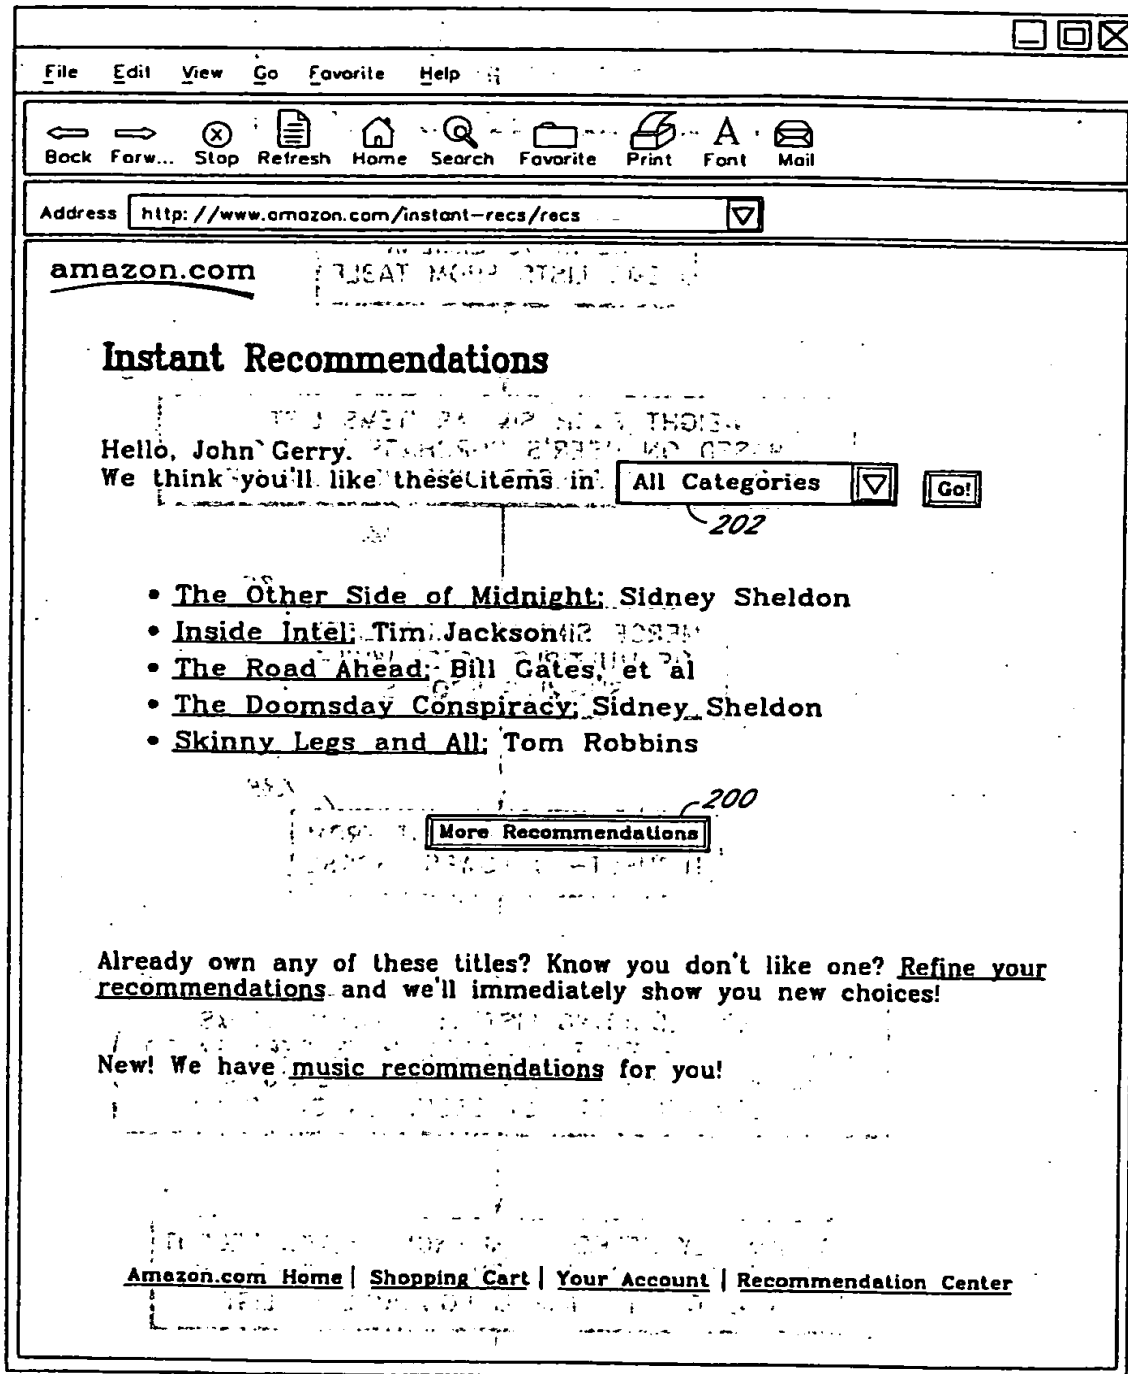 File Edit View Go Favorite Help
Back Forw... Stop Refresh Home Search Favorite Print Font Mail
Address http://www.amazon.com/instant-recs/recs
amazon.com
Instant Recommendations
Hello, John Gerry.
We think you'll like these items in All Categories Go!
202
• The Other Side of Midnight; Sidney Sheldon
• Inside Intel; Tim Jackson
• The Road Ahead; Bill Gates, et al
• The Doomsday Conspiracy; Sidney Sheldon
• Skinny Legs and All; Tom Robbins
200
More Recommendations
Already own any of these titles? Know you don't like one? Refine your
recommendations and we'll immediately show you new choices!
New! We have music recommendations for you!
Amazon.com Home | Shopping Cart | Your Account | Recommendation Center